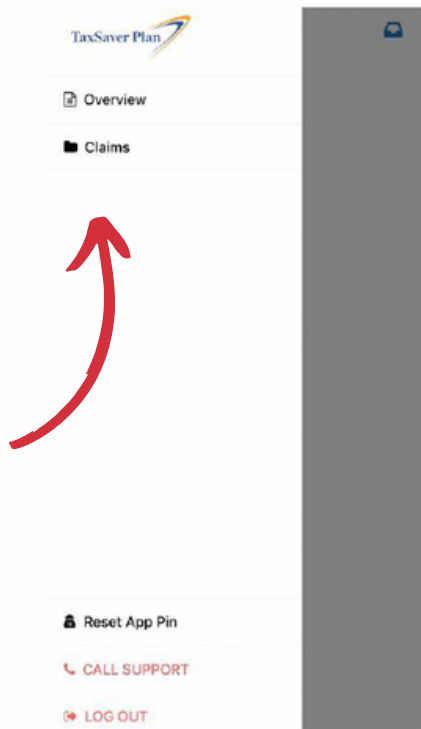 TaxSaver Plan
Overview
Claims
Reset App Pin
CALL SUPPORT
LOG OUT